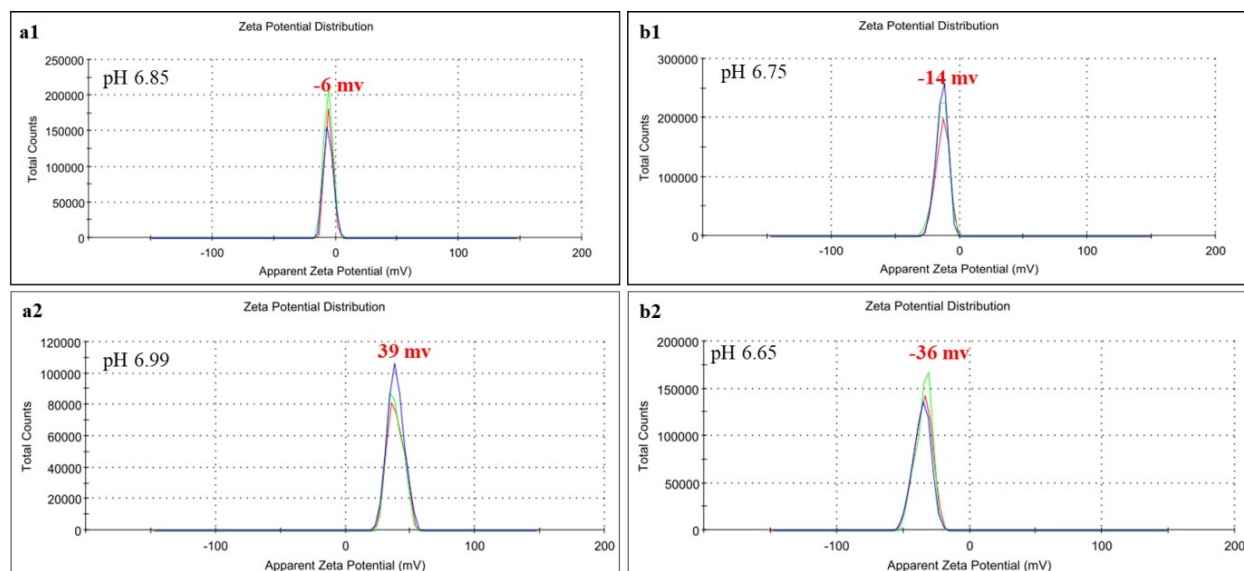 a1
Zeta Potential Distribution
pH 6.85
-6 mv
Total Counts
250000
200000
150000
100000
50000
0
-100
0
100
200
Apparent Zeta Potential (mV)
b1
Zeta Potential Distribution
pH 6.75
-14 mv
Total Counts
300000
200000
100000
0
-100
0
100
200
Apparent Zeta Potential (mV)
a2
Zeta Potential Distribution
pH 6.99
39 mv
Total Counts
120000
100000
80000
60000
40000
20000
0
-100
0
100
200
Apparent Zeta Potential (mV)
b2
Zeta Potential Distribution
pH 6.65
-36 mv
Total Counts
200000
150000
100000
50000
0
-100
0
100
200
Apparent Zeta Potential (mV)